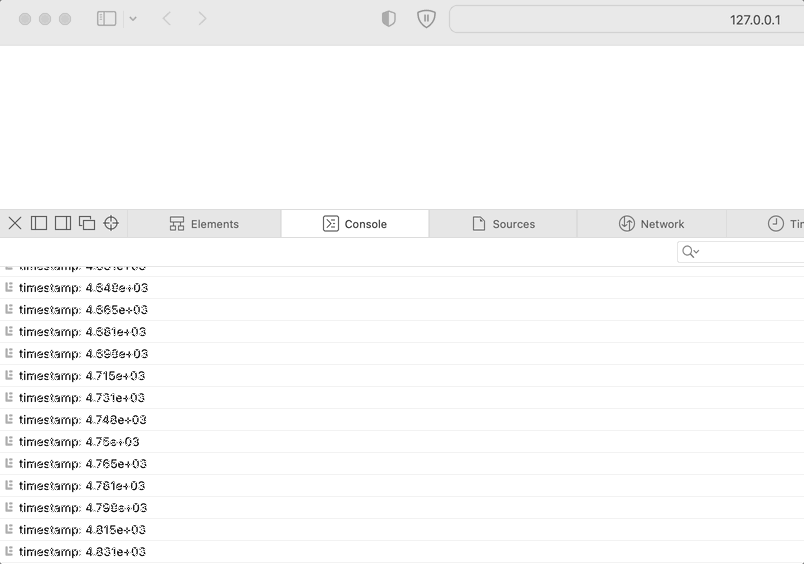 127.0.0.1
Elements
Console
Sources
Network
timestamp: 4.648e+03
timestamp: 4.665e+03
timestamp: 4.681e+03
timestamp: 4.698e+03
timestamp: 4.715e+03
timestamp: 4.731e+03
timestamp: 4.748e+03
timestamp: 4.75e+03
timestamp: 4.765e+03
timestamp: 4.781e+03
timestamp: 4.798e+03
timestamp: 4.815e+03
timestamp: 4.831e+03